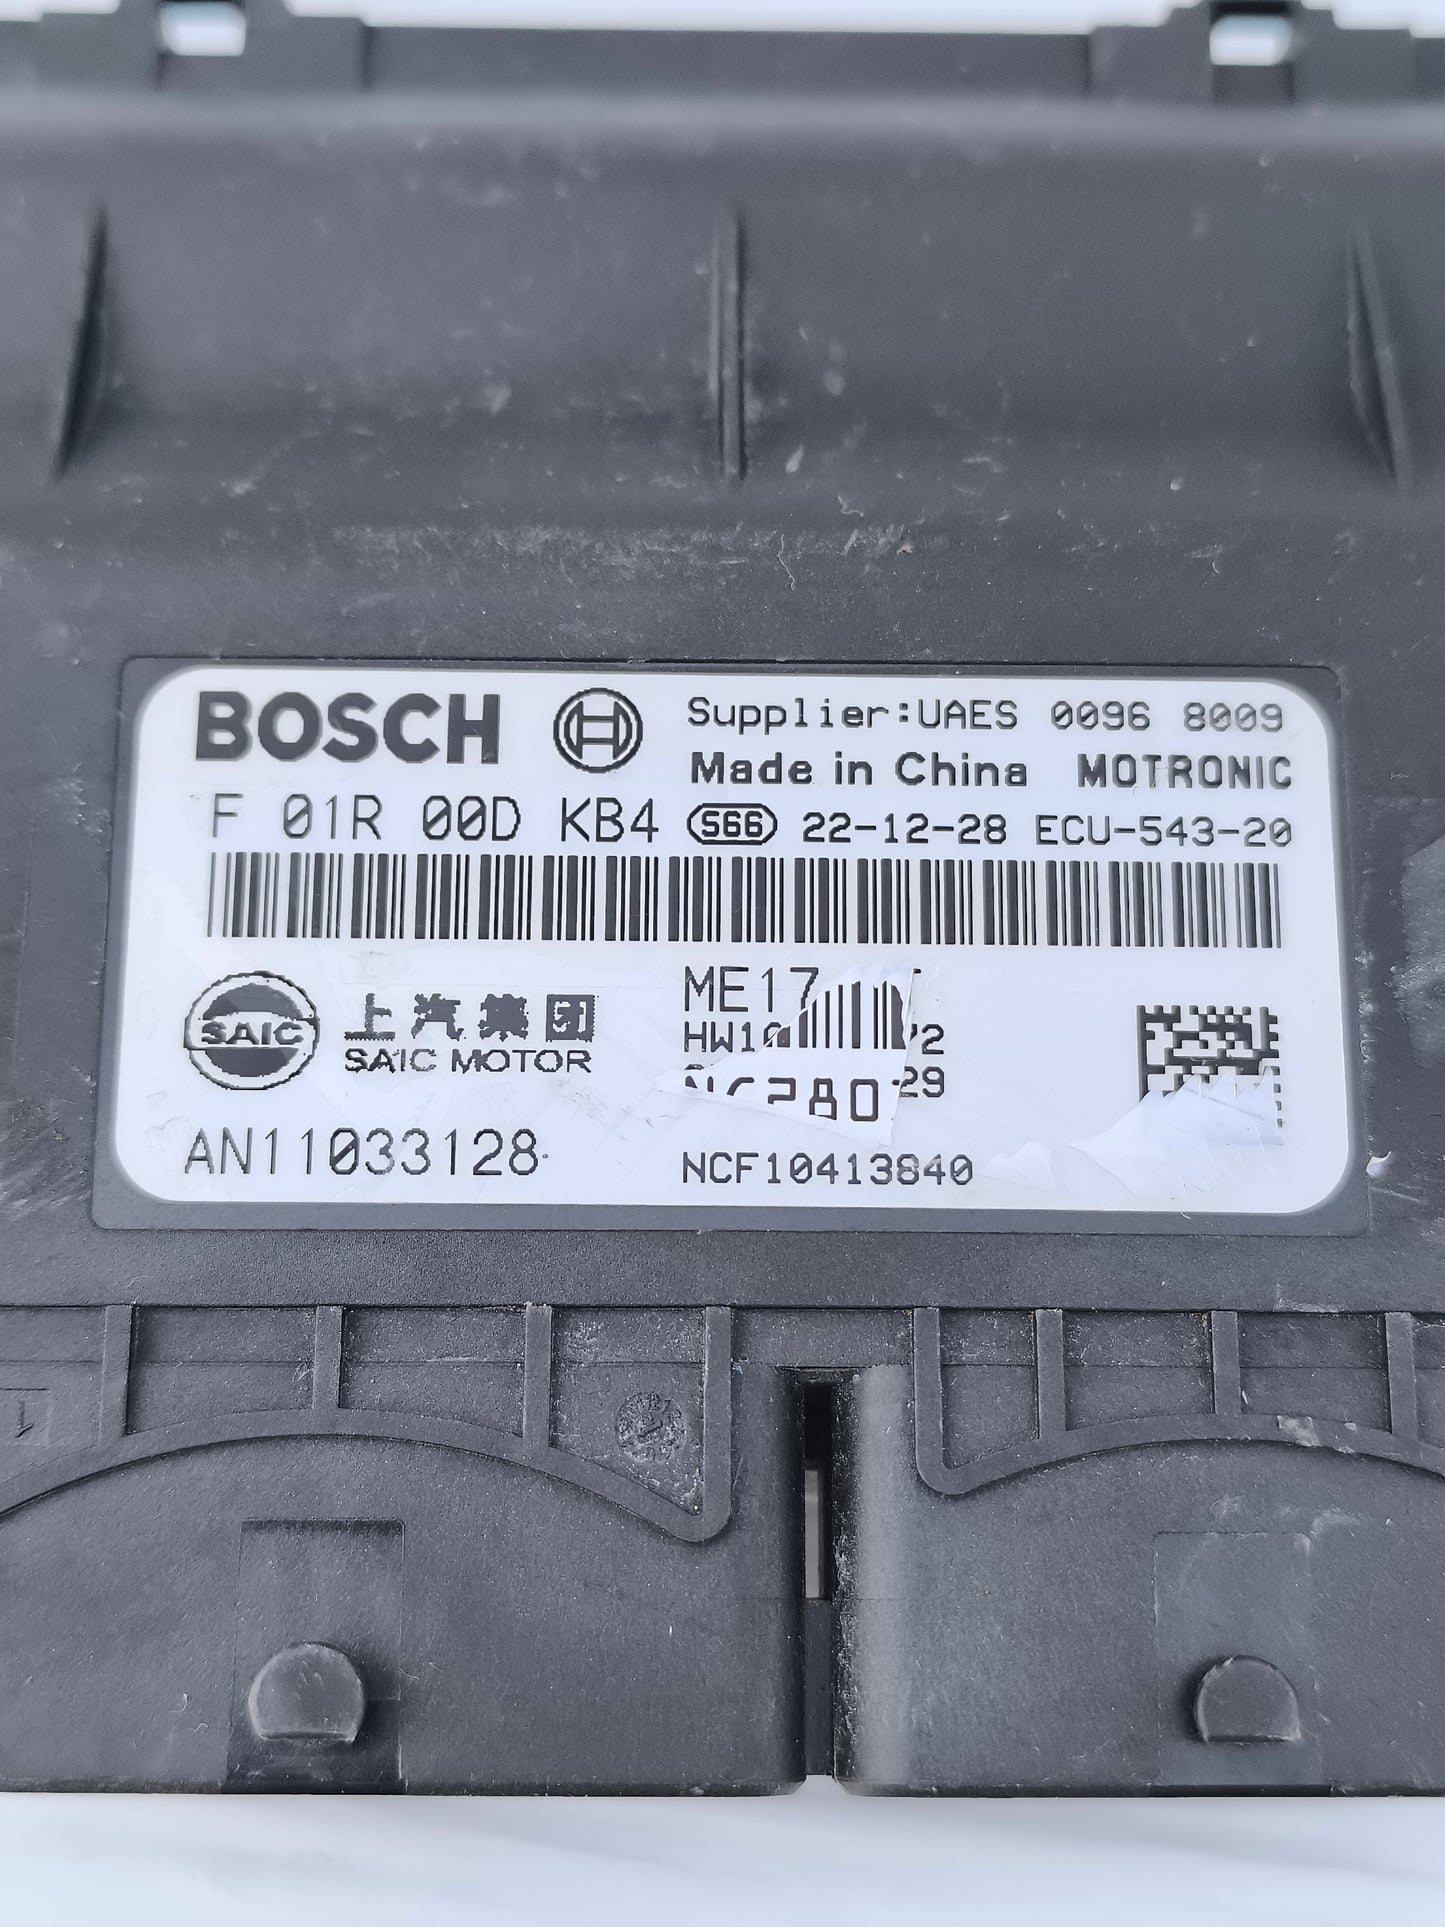 BOSCH
Supplier:UAES 0096 8009
Made in China MOTRONIC
F 01R 00D KB4 566 22-12-28 ECU-543-20
SAIC
上汽集团
SAIC MOTOR
AN11033128
ME17
NCF10413840